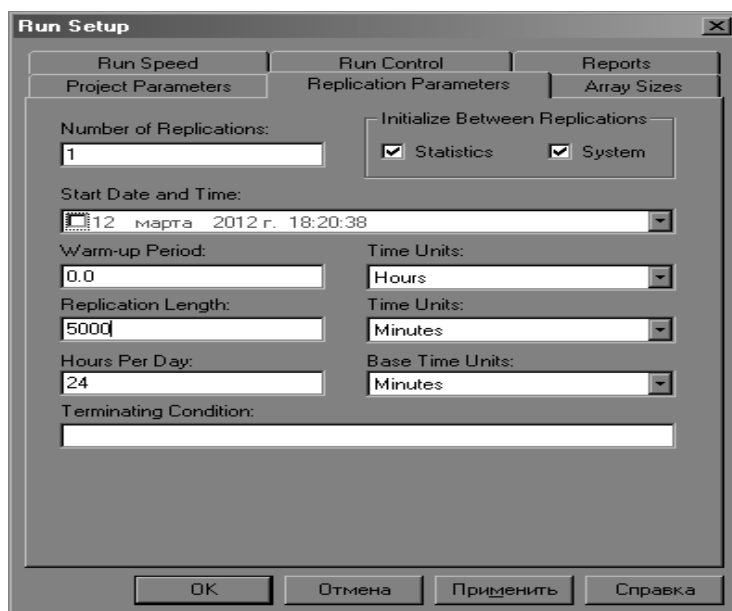 Run Setup
Run Speed Run Control Reports
Project Parameters Replication Parameters Array Sizes
Number of Replications:
1
Initialize Between Replications
Statistics System
Start Date and Time:
12 марта 2012 г. 18:20:38
Warm-up Period: Time Units:
0.0 Hours
Replication Length: Time Units:
5000 Minutes
Hours Per Day: Base Time Units:
24 Minutes
Terminating Condition:
OK Отмена Применить Справка